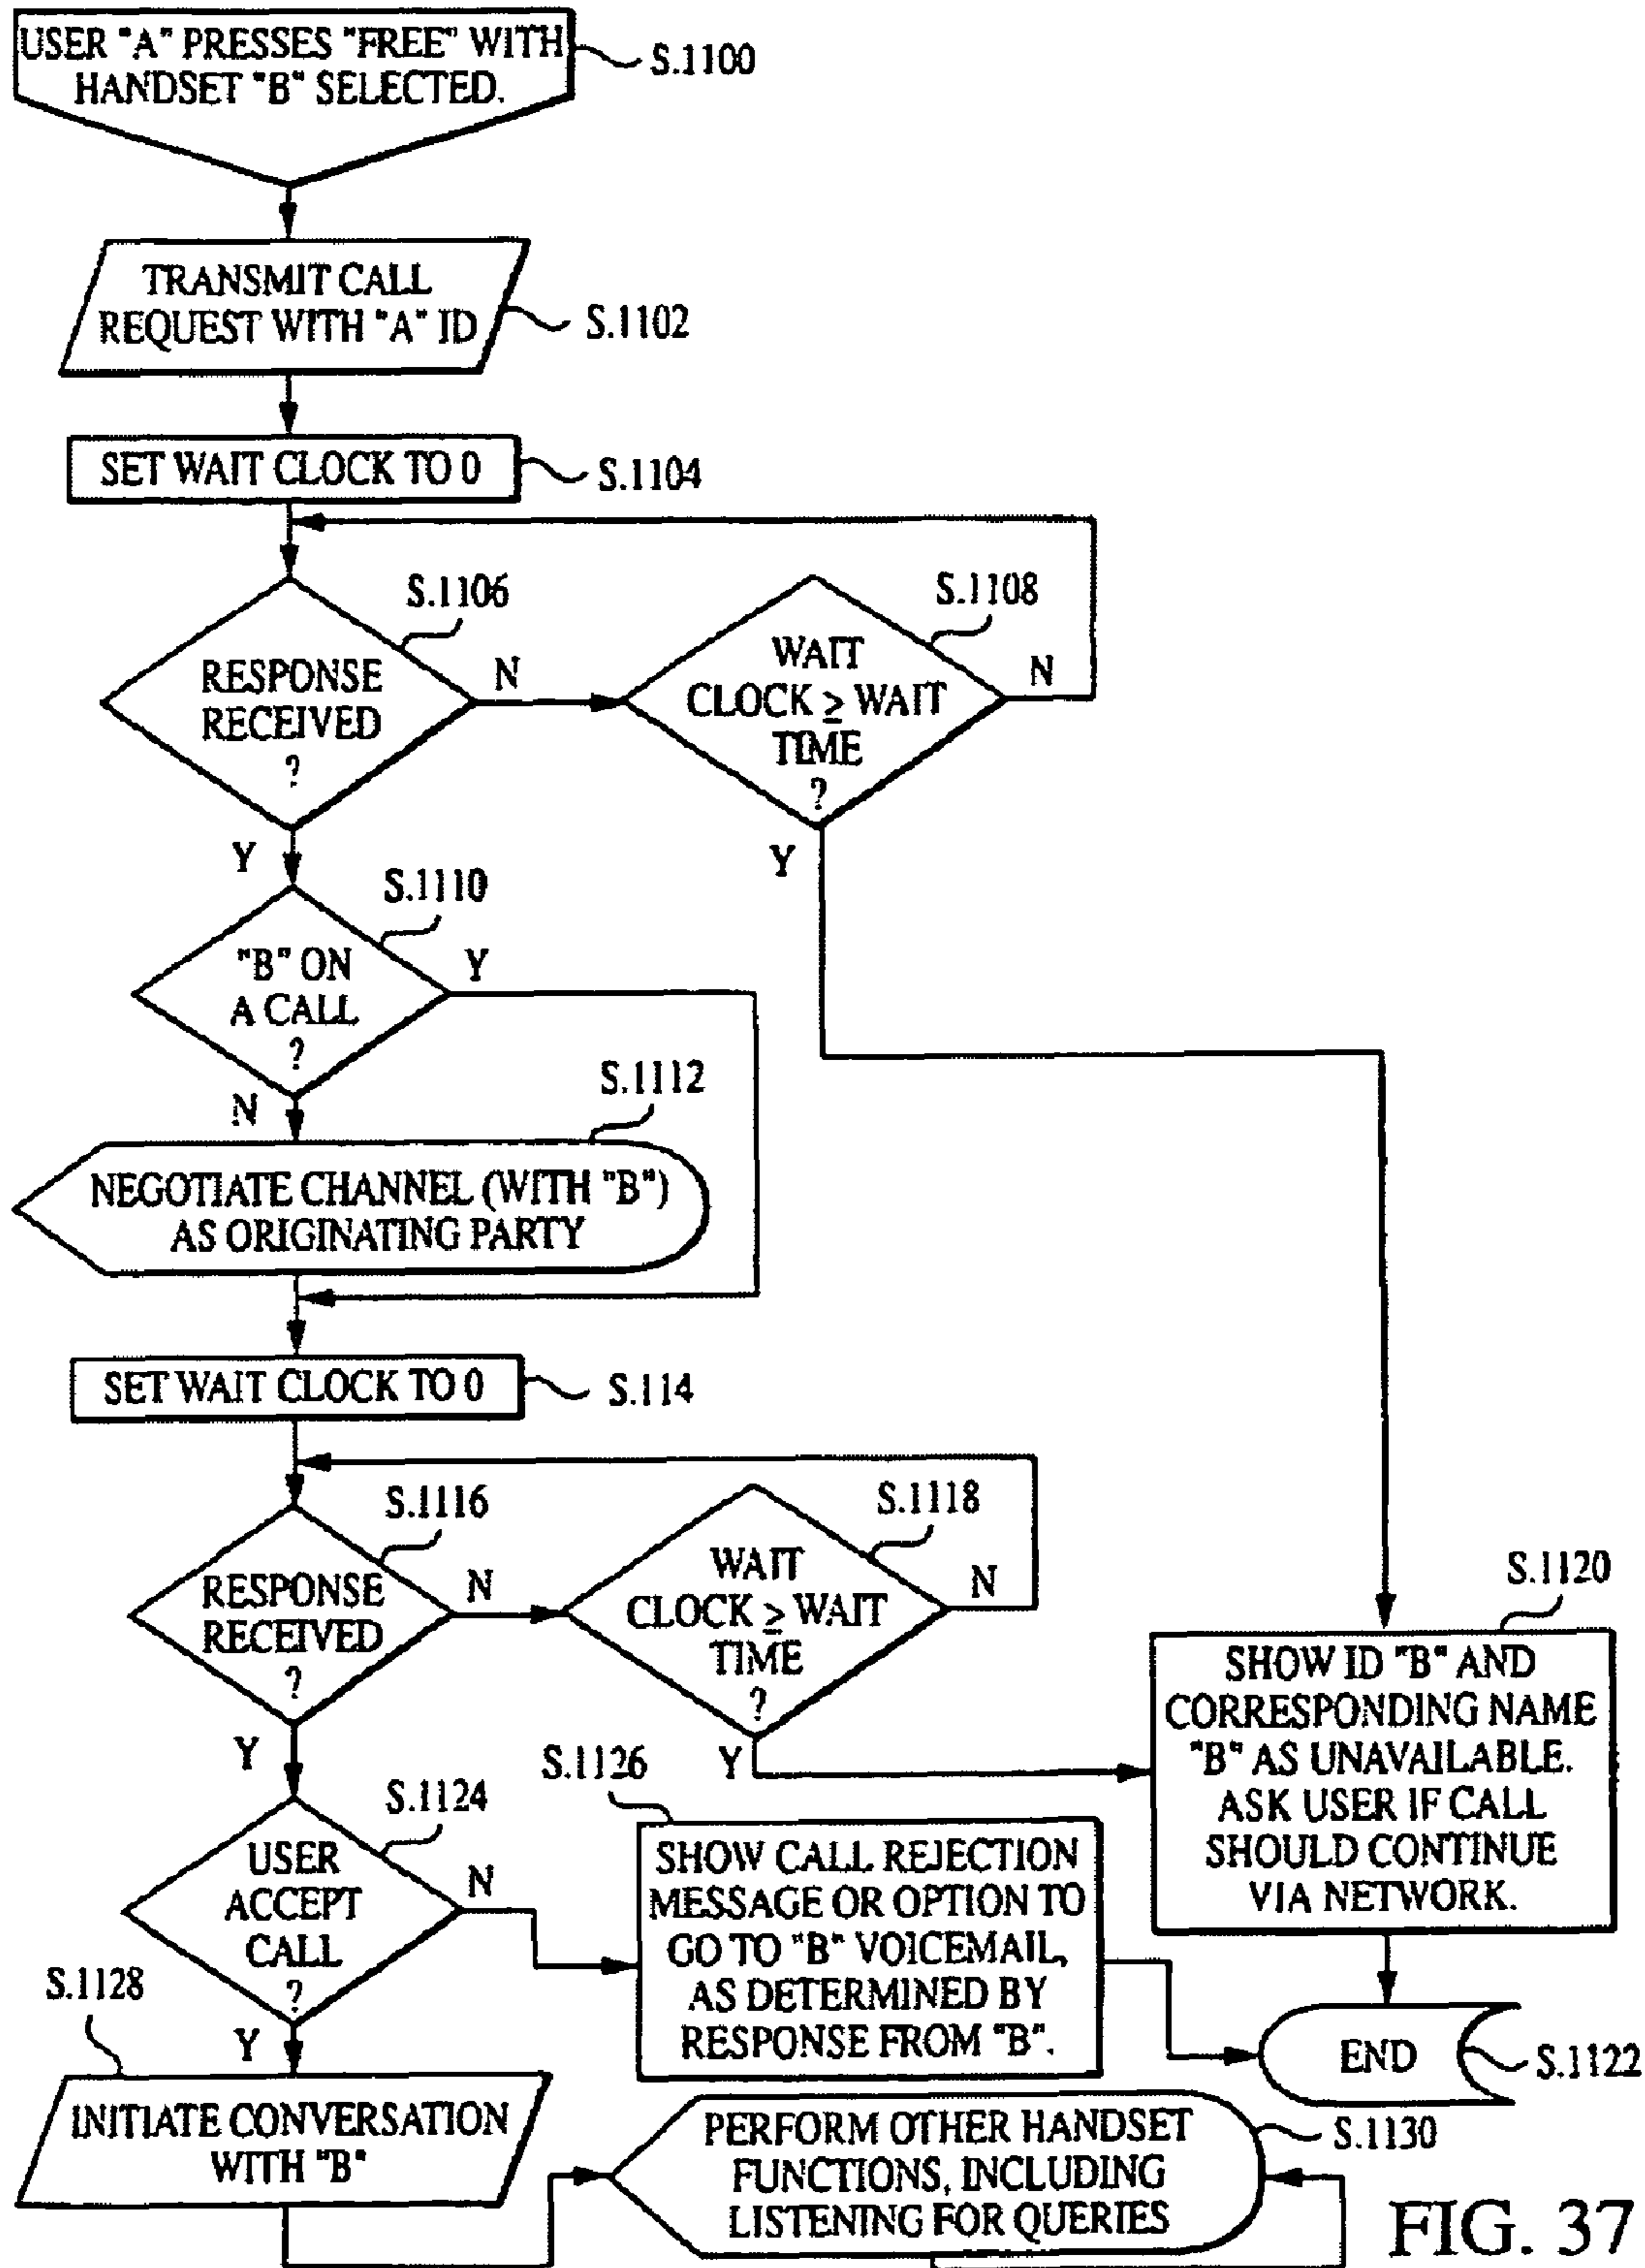 USER "A" PRESSES "FREE" WITH
HANDSET "B" SELECTED.
S.1100
TRANSMIT CALL
REQUEST WITH "A" ID
S.1102
SET WAIT CLOCK TO 0
S.1104
S.1106
RESPONSE
RECEIVED
?
N
Y
S.1108
WAIT
CLOCK ≥ WAIT
TIME
?
N
Y
S.1110
"B" ON
A CALL
?
Y
N
S.1112
NEGOTIATE CHANNEL (WITH "B")
AS ORIGINATING PARTY
SET WAIT CLOCK TO 0
S.114
S.1116
RESPONSE
RECEIVED
?
N
Y
S.1118
WAIT
CLOCK ≥ WAIT
TIME
?
N
Y
S.1120
SHOW ID "B" AND
CORRESPONDING NAME
"B" AS UNAVAILABLE.
ASK USER IF CALL
SHOULD CONTINUE
VIA NETWORK.
S.1124
USER
ACCEPT
CALL
?
N
Y
S.1126
SHOW CALL REJECTION
MESSAGE OR OPTION TO
GO TO "B" VOICEMAIL,
AS DETERMINED BY
RESPONSE FROM "B".
END
S.1122
S.1128
INITIATE CONVERSATION
WITH "B"
PERFORM OTHER HANDSET
FUNCTIONS, INCLUDING
LISTENING FOR QUERIES
S.1130
FIG. 37